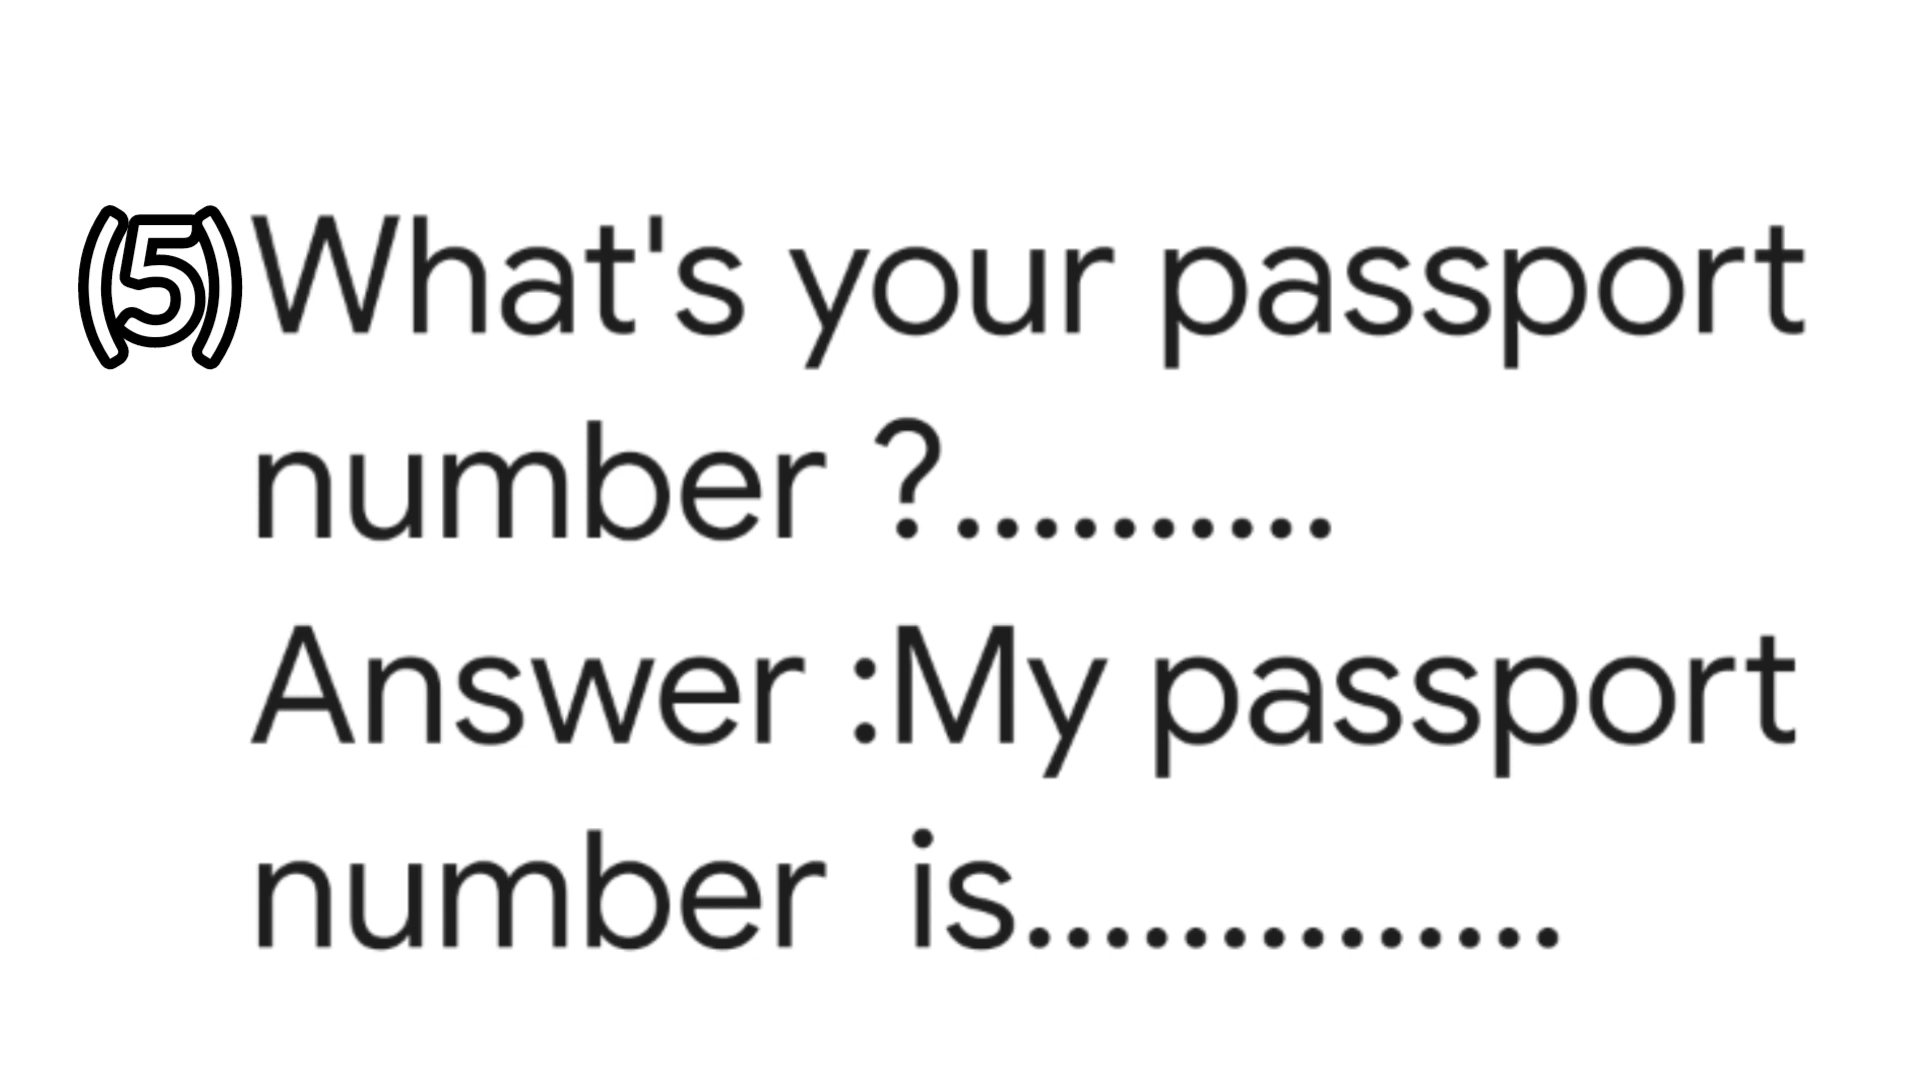 (5)What's your passport
number ?..........
Answer :My passport
number  is..............